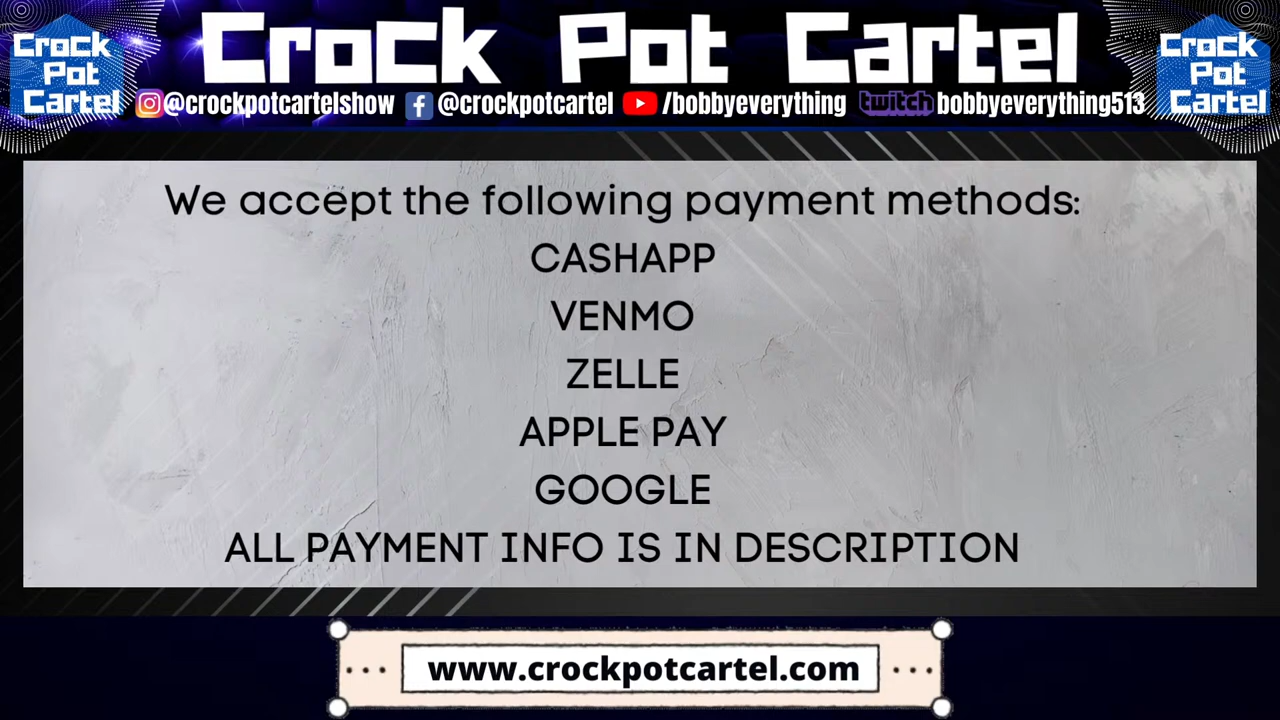 Crock Pot Cartel
Crock
Pot
Cartel
@crockpotcartelshow @crockpotcartel /bobbyeverything twitch bobbyeverything513
Crock
Pot
Cartel
We accept the following payment methods:
CASHAPP
VENMO
ZELLE
APPLE PAY
GOOGLE
ALL PAYMENT INFO IS IN DESCRIPTION
www.crockpotcartel.com